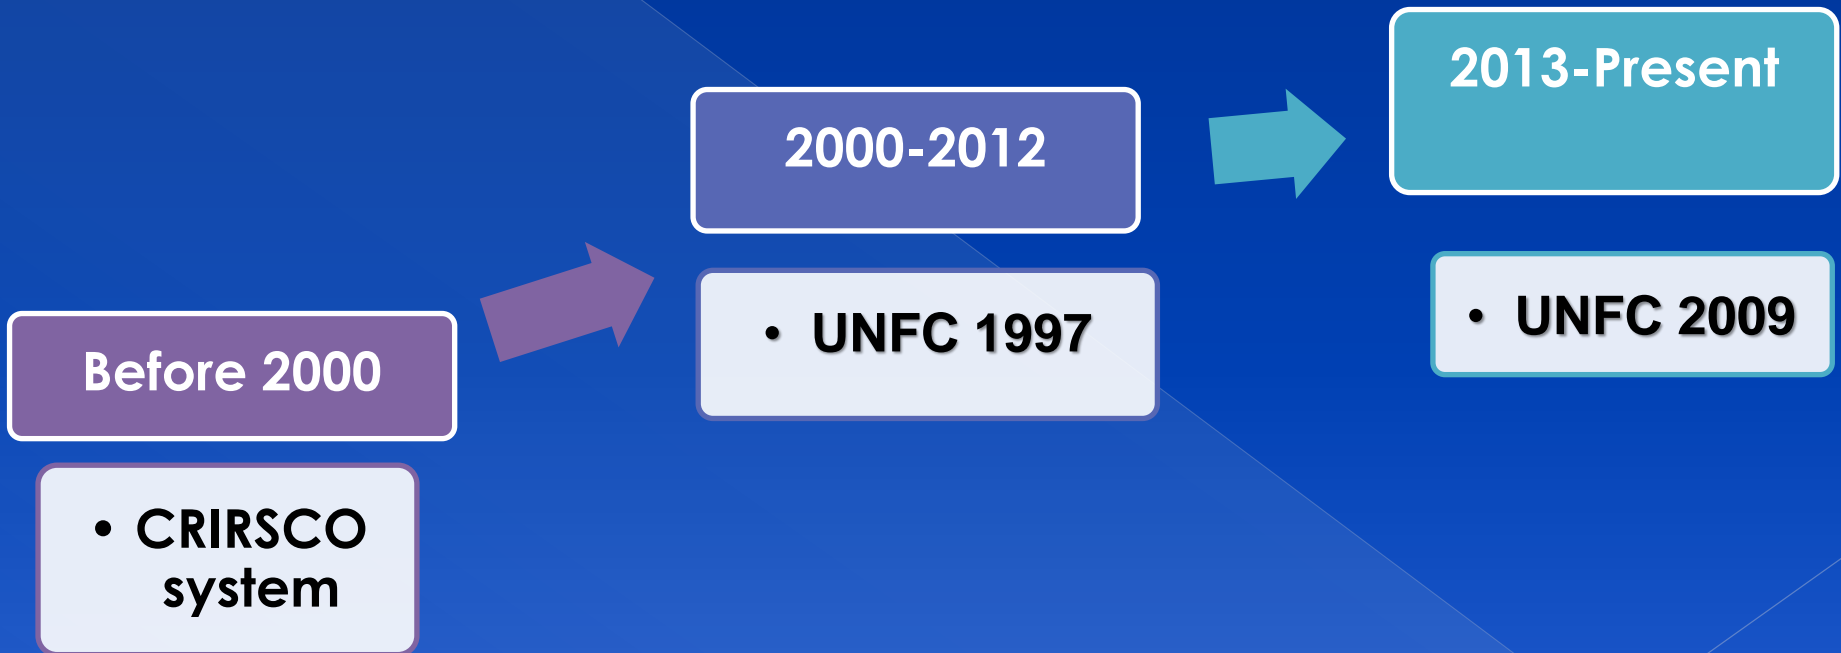 Before 2000
• CRIRSCO
system
2000-2012
• UNFC 1997
2013-Present
• UNFC 2009